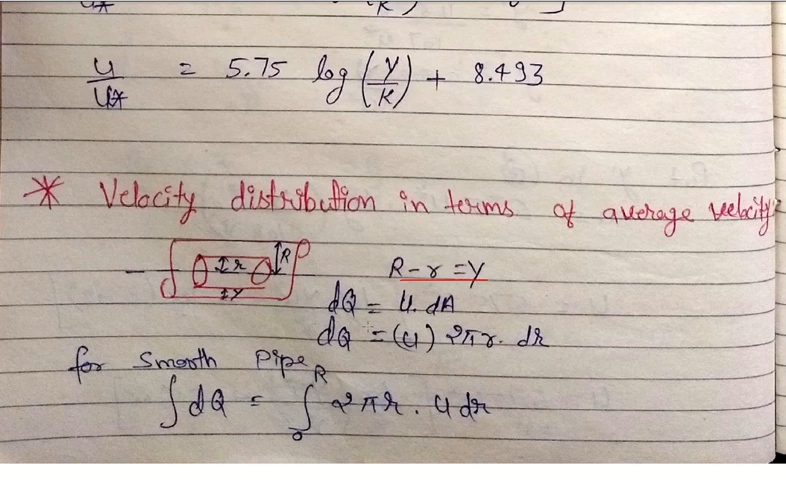 u/u* = 5.75 log (y/K) + 8.493
* Velocity distribution in terms of average velocity:
r R
y
R - r = y
dQ = u. dA
dQ = (u) 2πr. dr
for Smooth Pipe
∫dQ = ∫₀ᴿ 2πr. u dr